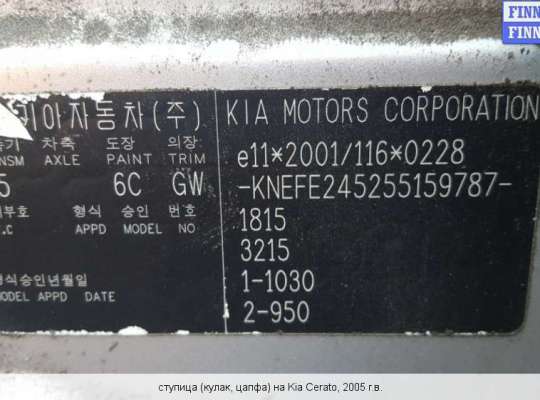 FINN
FINN
기아자동차(주)
KIA MOTORS CORPORATION
차축 도장 의장
AXLE PAINT TRIM
5 6C GW
형식 승인 번호
APPD MODEL NO
형식승인년월일
MODEL APPD DATE
e11*2001/116*0228
-KNEFE245255159787-
1815
3215
1-1030
2-950
ступица (кулак, цапфа) на Kia Cerato, 2005 г.в.